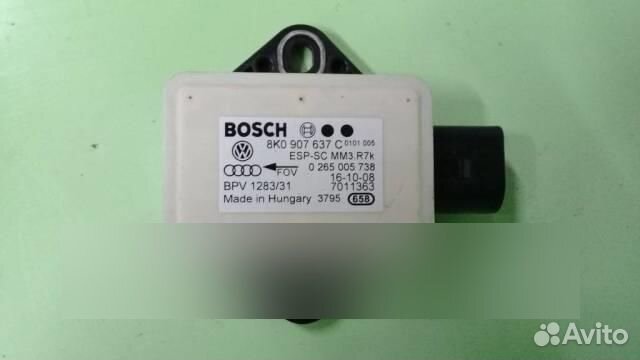 BOSCH
8K0 907 637 C 0101 005
ESP-SC MM3.R7k
FOV 0 265 005 738
16-10-08
BPV 1283/31 7011363
Made in Hungary 3795 658
Avito